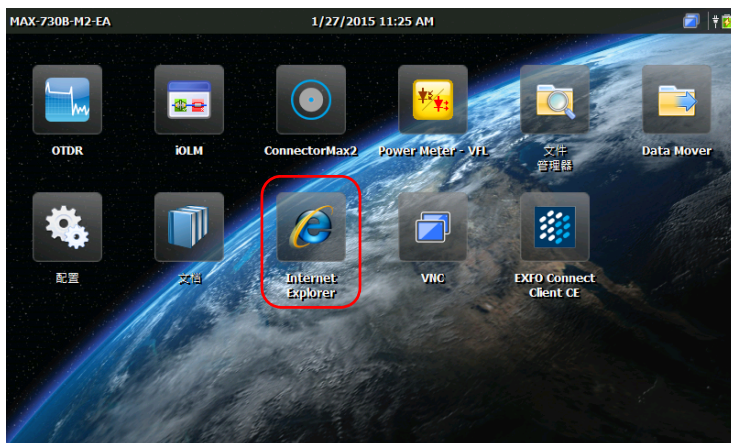 MAX-730B-M2-EA
1/27/2015 11:25 AM
OTDR
iOLM
ConnectorMax2
Power Meter - VFL
文件
管理器
Data Mover
配置
文档
Internet
Explorer
VNC
EXFO Connect
Client CE